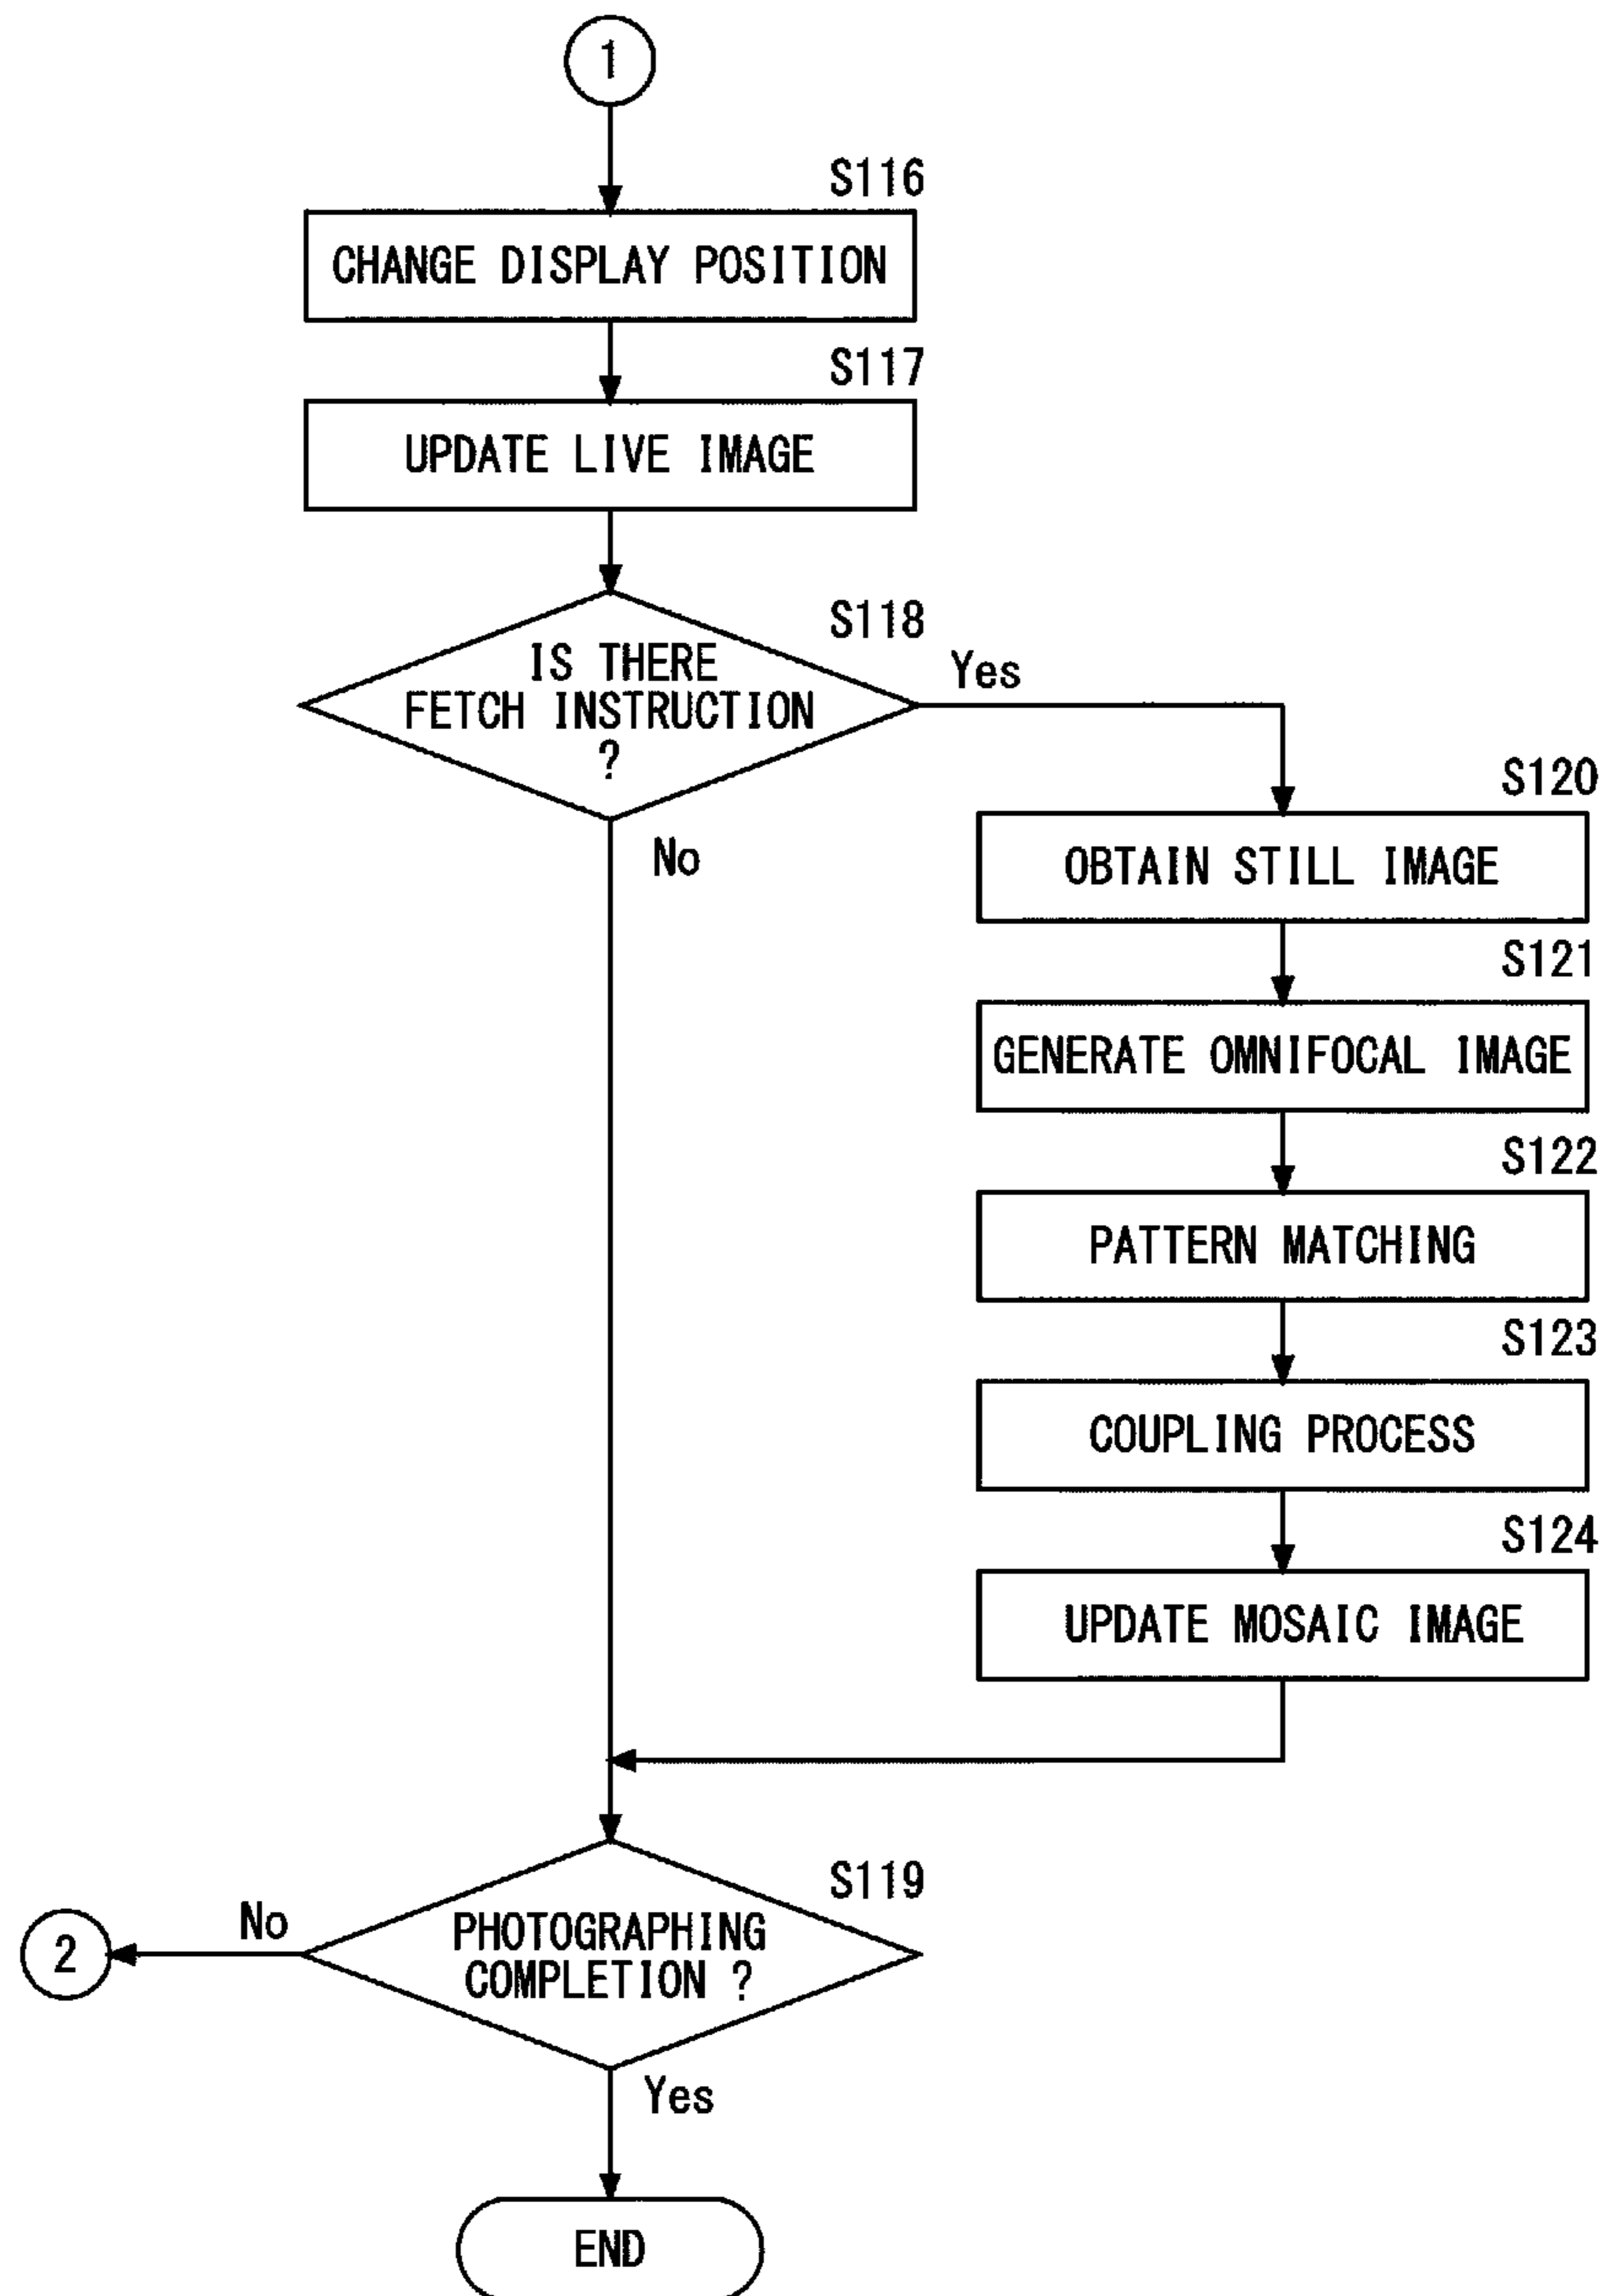 1
S116
CHANGE DISPLAY POSITION
S117
UPDATE LIVE IMAGE
S118
IS THERE
FETCH INSTRUCTION
?
Yes
No
S120
OBTAIN STILL IMAGE
S121
GENERATE OMNIFOCAL IMAGE
S122
PATTERN MATCHING
S123
COUPLING PROCESS
S124
UPDATE MOSAIC IMAGE
S119
PHOTOGRAPHING
COMPLETION ?
No
2
Yes
END